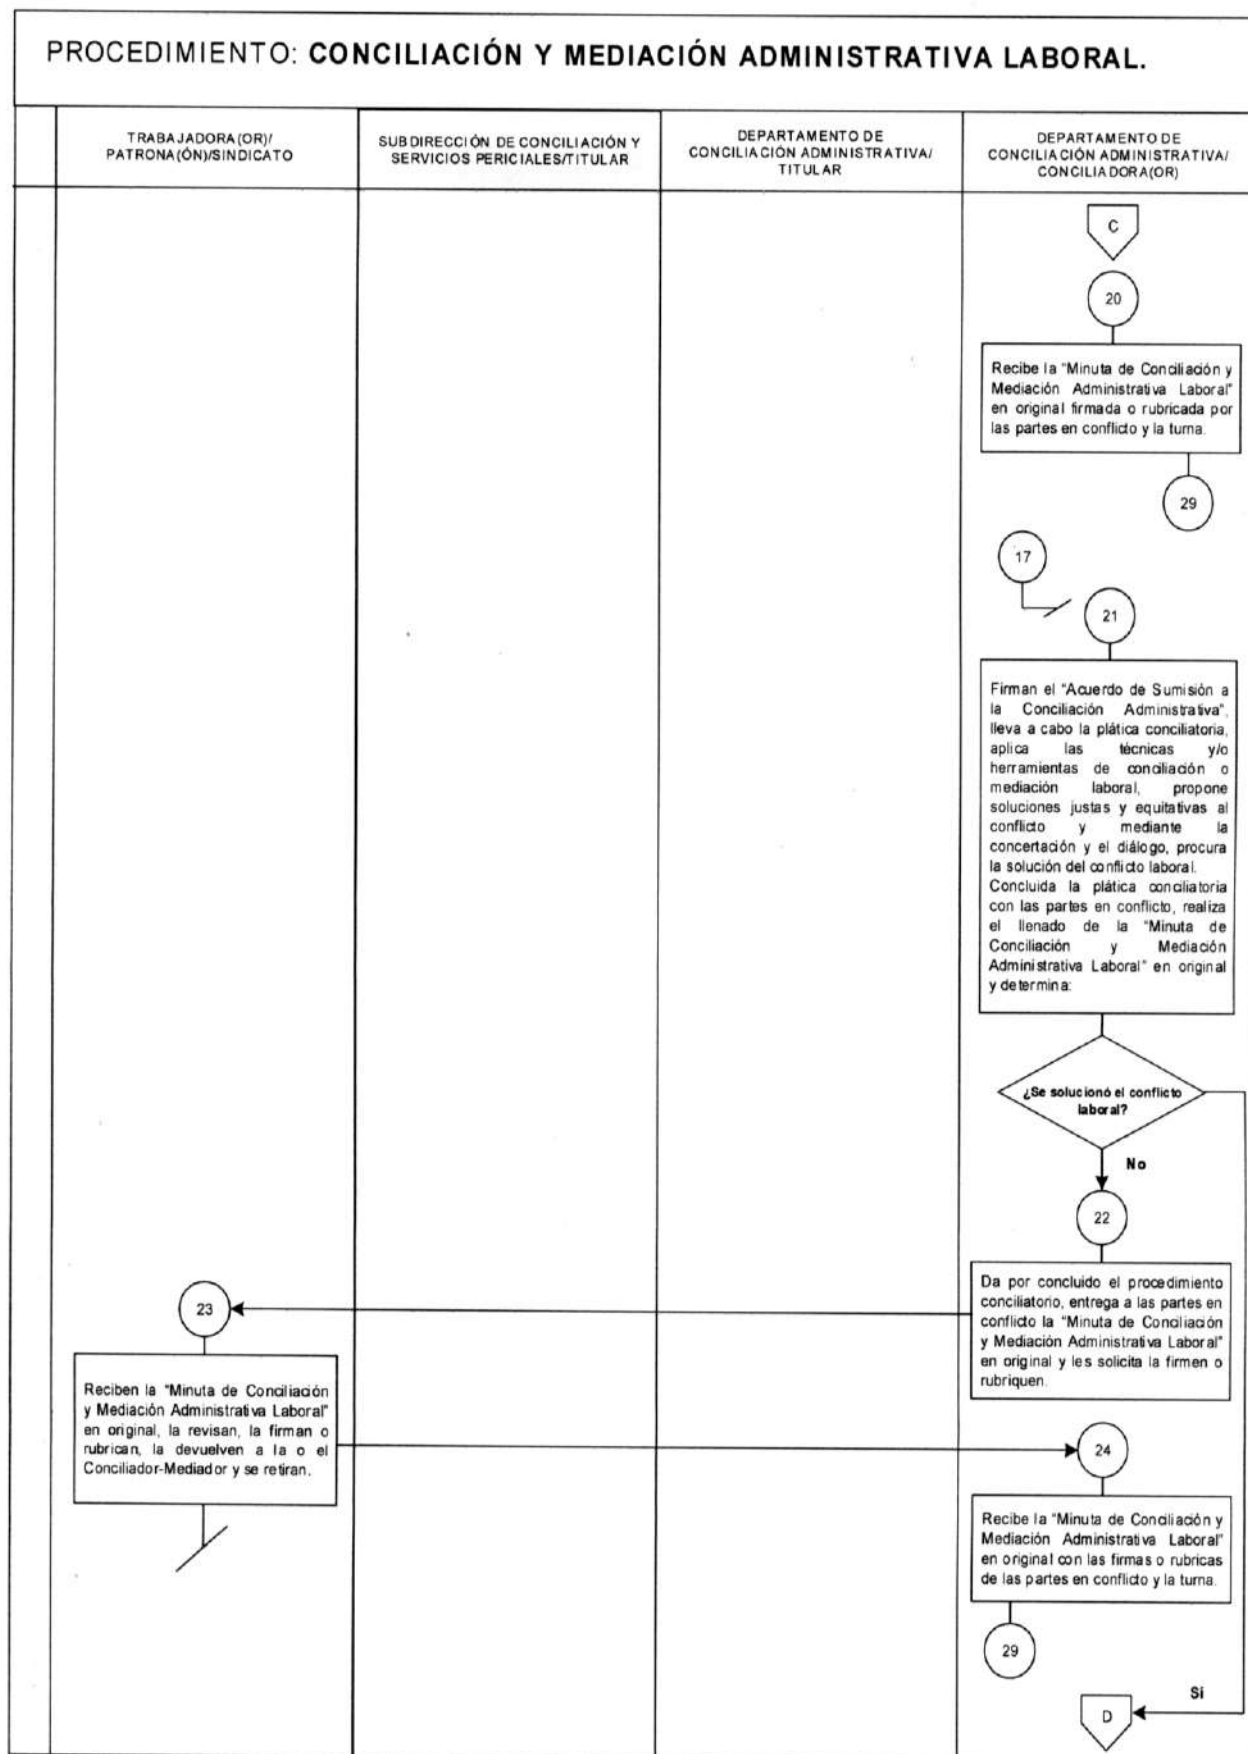 PROCEDIMIENTO: CONCILIACIÓN Y MEDIACIÓN ADMINISTRATIVA LABORAL.
TRABAJADORA(OR)/
PATRONA(ÓN)/SINDICATO
SUBDIRECCIÓN DE CONCILIACIÓN Y
SERVICIOS PERICIALES/TITULAR
DEPARTAMENTO DE
CONCILIACIÓN ADMINISTRATIVA/
TITULAR
DEPARTAMENTO DE
CONCILIACIÓN ADMINISTRATIVA/
CONCILIADORA(OR)
C
20
Recibe la "Minuta de Conciliación y
Mediación Administrativa Laboral"
en original firmada o rubricada por
las partes en conflicto y la turna.
29
17
21
Firman el "Acuerdo de Sumisión a
la Conciliación Administrativa",
lleva a cabo la plática conciliatoria,
aplica las técnicas y/o
herramientas de conciliación o
mediación laboral, propone
soluciones justas y equitativas al
conflicto y mediante la
concertación y el diálogo, procura
la solución del conflicto laboral.
Concluida la plática conciliatoria
con las partes en conflicto, realiza
el llenado de la "Minuta de
Conciliación y Mediación
Administrativa Laboral" en original
y determina:
¿Se solucionó el conflicto
laboral?
No
22
Da por concluido el procedimiento
conciliatorio, entrega a las partes en
conflicto la "Minuta de Conciliación
y Mediación Administrativa Laboral"
en original y les solicita la firmen o
rubriquen.
23
Reciben la "Minuta de Conciliación
y Mediación Administrativa Laboral"
en original, la revisan, la firman o
rubrican, la devuelven a la o el
Conciliador-Mediador y se retiran.
24
Recibe la "Minuta de Conciliación y
Mediación Administrativa Laboral"
en original con las firmas o rubricas
de las partes en conflicto y la turna.
29
Sí
D